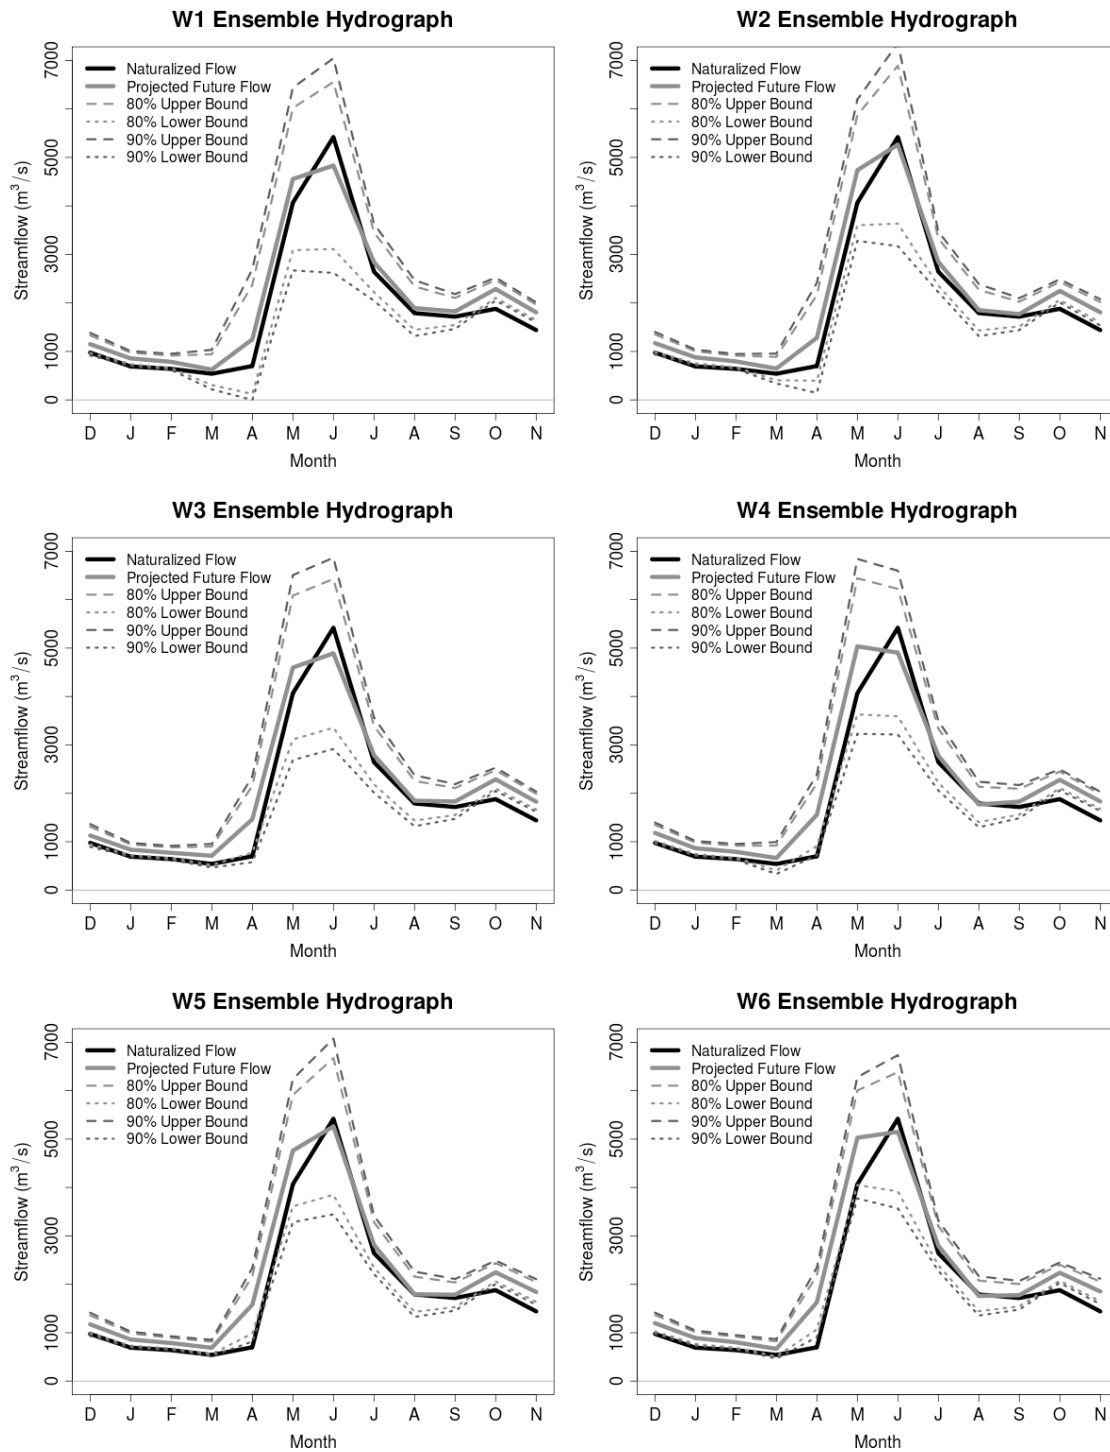 W1 Ensemble Hydrograph
Streamflow (m³/s)
7000
5000
3000
1000
0
Naturalized Flow
Projected Future Flow
80% Upper Bound
80% Lower Bound
90% Upper Bound
90% Lower Bound
D J F M A M J J A S O N
Month
W2 Ensemble Hydrograph
Streamflow (m³/s)
7000
5000
3000
1000
0
Naturalized Flow
Projected Future Flow
80% Upper Bound
80% Lower Bound
90% Upper Bound
90% Lower Bound
D J F M A M J J A S O N
Month
W3 Ensemble Hydrograph
Streamflow (m³/s)
7000
5000
3000
1000
0
Naturalized Flow
Projected Future Flow
80% Upper Bound
80% Lower Bound
90% Upper Bound
90% Lower Bound
D J F M A M J J A S O N
Month
W4 Ensemble Hydrograph
Streamflow (m³/s)
7000
5000
3000
1000
0
Naturalized Flow
Projected Future Flow
80% Upper Bound
80% Lower Bound
90% Upper Bound
90% Lower Bound
D J F M A M J J A S O N
Month
W5 Ensemble Hydrograph
Streamflow (m³/s)
7000
5000
3000
1000
0
Naturalized Flow
Projected Future Flow
80% Upper Bound
80% Lower Bound
90% Upper Bound
90% Lower Bound
D J F M A M J J A S O N
Month
W6 Ensemble Hydrograph
Streamflow (m³/s)
7000
5000
3000
1000
0
Naturalized Flow
Projected Future Flow
80% Upper Bound
80% Lower Bound
90% Upper Bound
90% Lower Bound
D J F M A M J J A S O N
Month